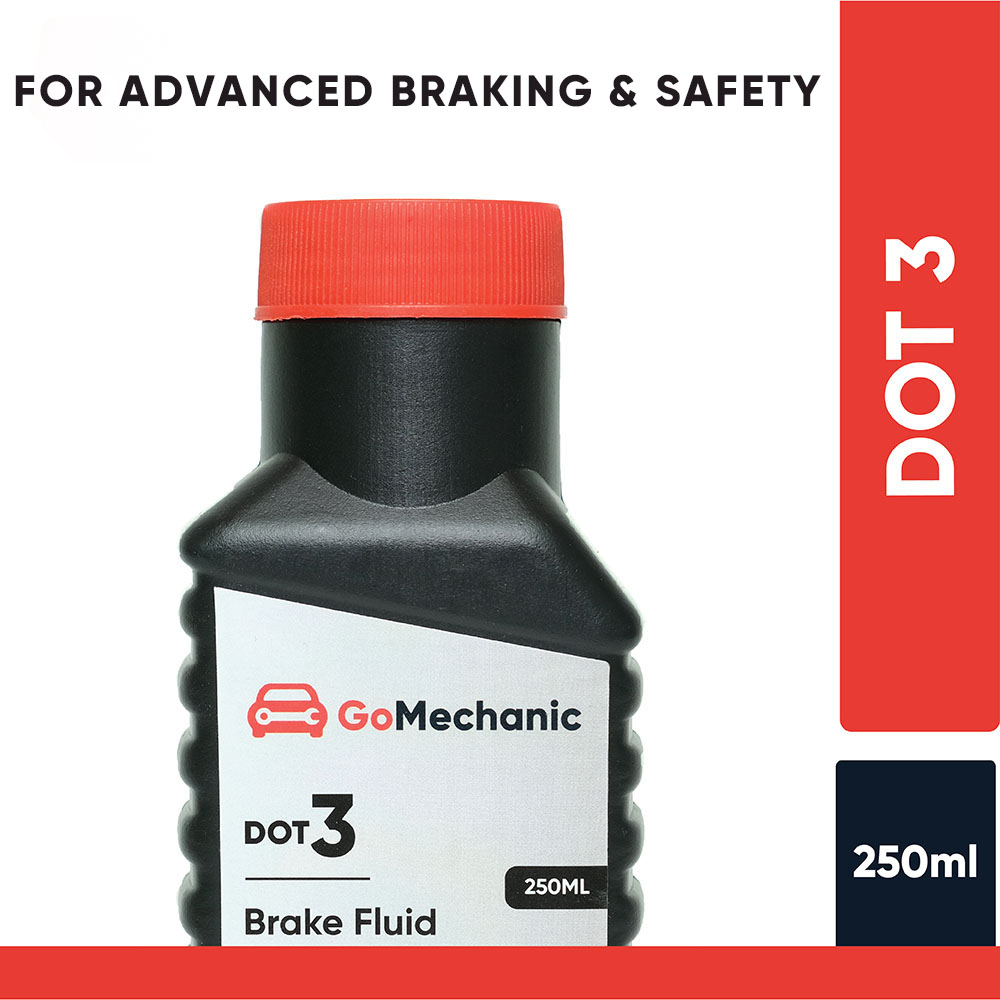 FOR ADVANCED BRAKING & SAFETY
DOT 3
GoMechanic
DOT 3
250ML
Brake Fluid
250ml